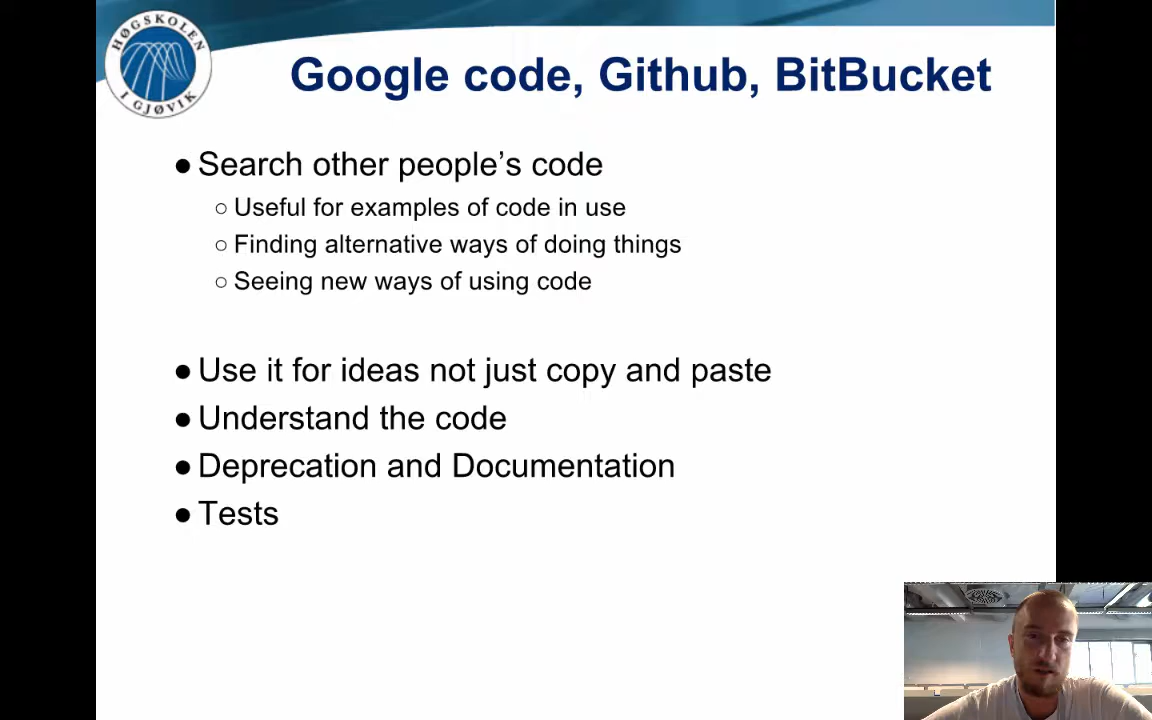 HØGSKOLEN
I GJØVIK
Google code, Github, BitBucket
● Search other people’s code
○ Useful for examples of code in use
○ Finding alternative ways of doing things
○ Seeing new ways of using code
● Use it for ideas not just copy and paste
● Understand the code
● Deprecation and Documentation
● Tests